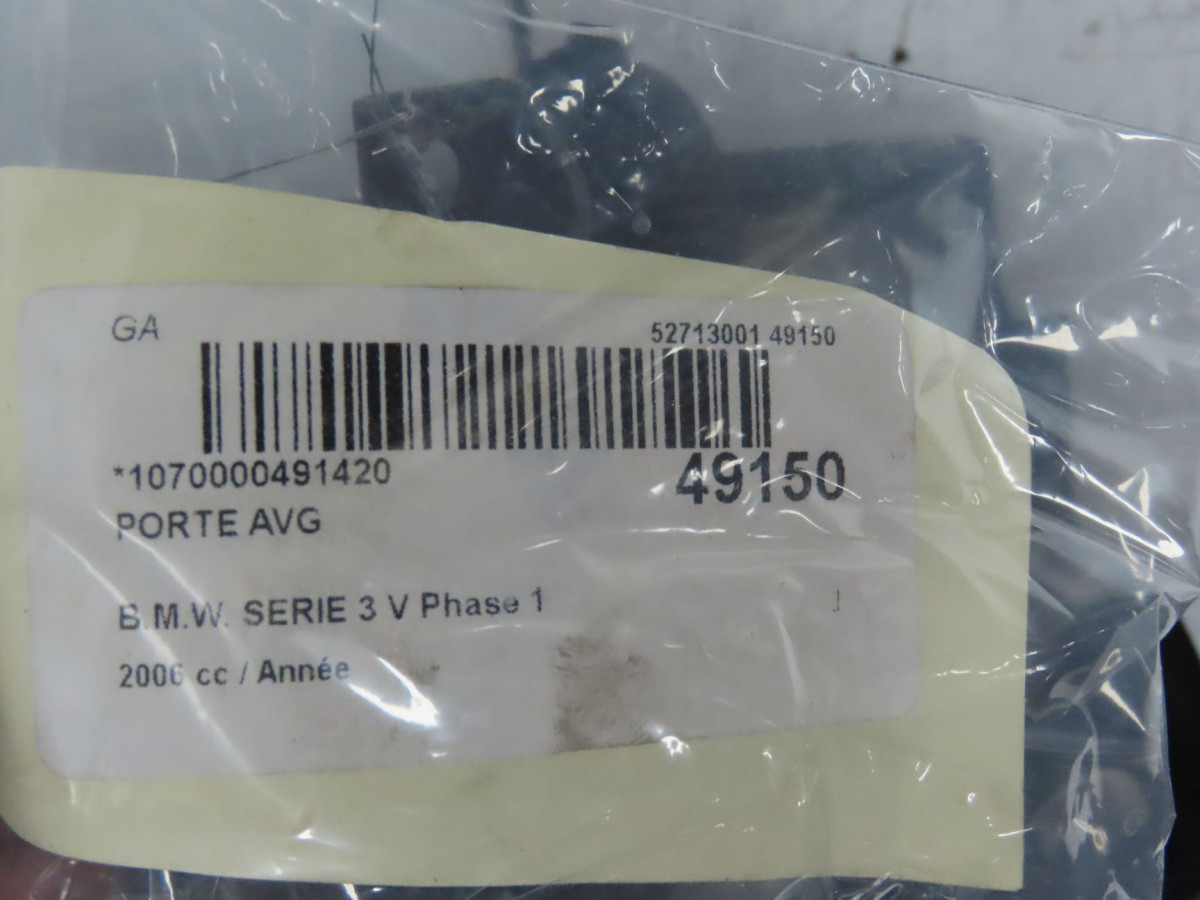 GA
52713001 49150
*1070000491420
49150
PORTE AVG
B.M.W. SERIE 3 V Phase 1
2006 cc / Année